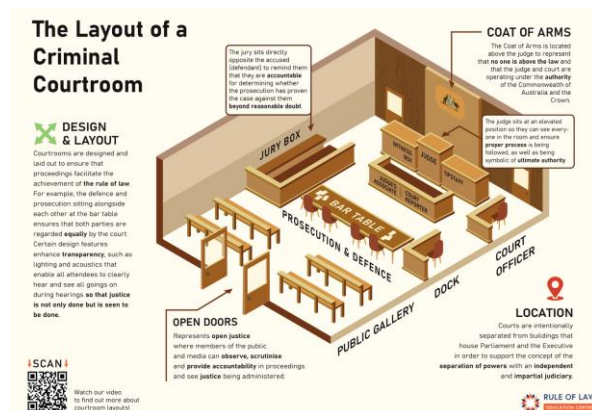 The Layout of a
Criminal
Courtroom
DESIGN
& LAYOUT
Courtrooms are designed and
laid out to ensure that
proceedings facilitate the
achievement of the rule of law.
For example, the defence and
prosecution sitting alongside
each other at the bar table
ensures that both parties are
regarded equally by the court.
Certain design features
enhance transparency, such as
lighting and acoustics that
enable all attendees to clearly
hear and see all goings on
during hearings so that justice
is not only done but is seen to
be done.
SCAN
Watch our video
to find out more about
courtroom layouts!
The jury sits directly
opposite the accused
(defendant) to remind them
that they are accountable
for determining whether
the prosecution has proven
the case against them
beyond reasonable doubt.
COAT OF ARMS
The Coat of Arms is located
above the judge to represent
that no one is above the law and
that the judge and court are
operating under the authority
of the Commonwealth of
Australia and the
Crown.
The judge sits at an elevated
position so they can see every-
one in the room and ensure
proper process is being
followed, as well as being
symbolic of ultimate authority.
JURY BOX
WITNESS
BOX
JUDGE
TIPSTAFF
JUDGE'S
ASSOCIATE
COURT
REPORTER
BAR TABLE
PROSECUTION & DEFENCE
PUBLIC GALLERY
DOCK
COURT
OFFICER
OPEN DOORS
Represents open justice
where members of the public
and media can observe, scrutinise
and provide accountability in proceedings
and see justice being administered.
LOCATION
Courts are intentionally
separated from buildings that
house Parliament and the Executive
in order to support the concept of the
separation of powers with an independent
and impartial judiciary.
RULE OF LAW
EDUCATION CENTRE